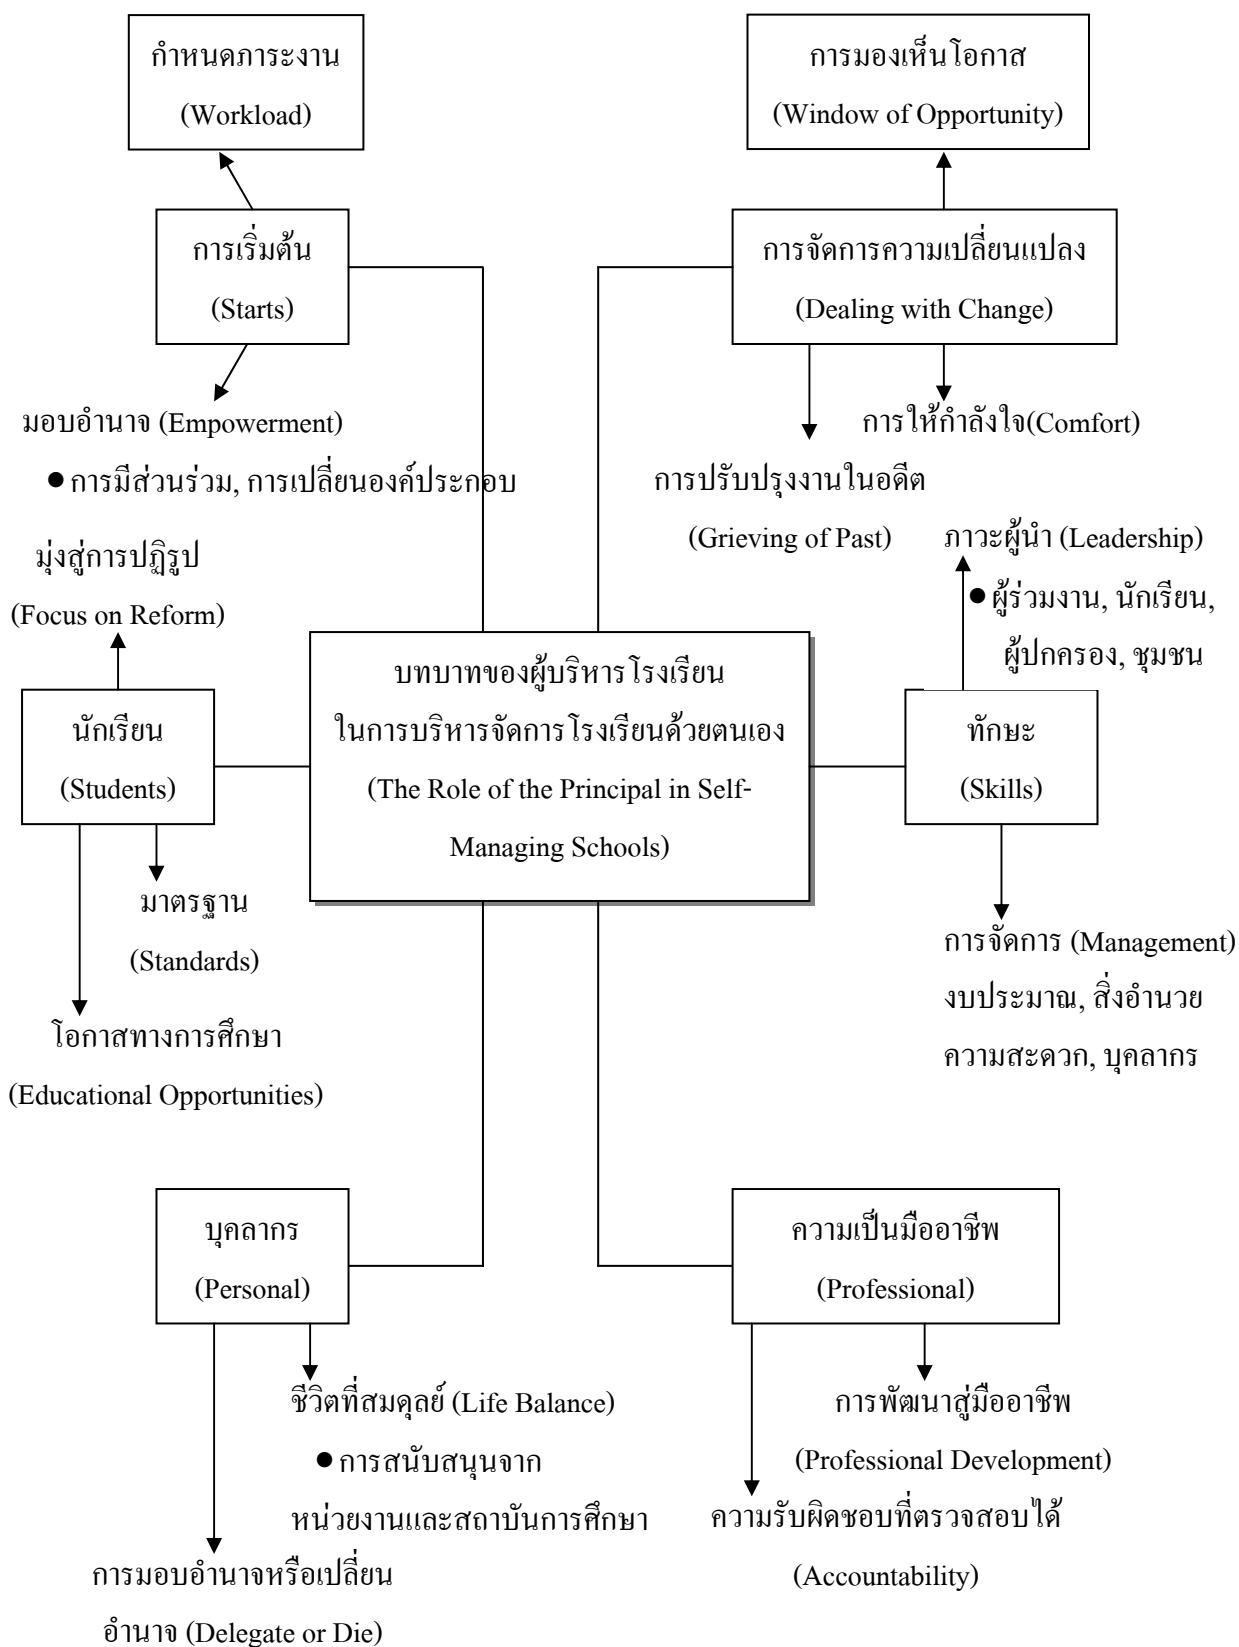 กำหนดภาระงาน
(Workload)
การมองเห็นโอกาส
(Window of Opportunity)
การเริ่มต้น
(Starts)
การจัดการความเปลี่ยนแปลง
(Dealing with Change)
มอบอำนาจ (Empowerment)
● การมีส่วนร่วม, การเปลี่ยนองค์ประกอบ
การให้กำลังใจ(Comfort)
การปรับปรุงงานในอดีต
(Grieving of Past)
มุ่งสู่การปฏิรูป
(Focus on Reform)
ภาวะผู้นำ (Leadership)
● ผู้ร่วมงาน, นักเรียน,
ผู้ปกครอง, ชุมชน
นักเรียน
(Students)
บทบาทของผู้บริหารโรงเรียน
ในการบริหารจัดการโรงเรียนด้วยตนเอง
(The Role of the Principal in Self-
Managing Schools)
ทักษะ
(Skills)
มาตรฐาน
(Standards)
โอกาสทางการศึกษา
(Educational Opportunities)
การจัดการ (Management)
งบประมาณ, สิ่งอำนวย
ความสะดวก, บุคลากร
บุคลากร
(Personal)
ความเป็นมืออาชีพ
(Professional)
ชีวิตที่สมดุลย์ (Life Balance)
● การสนับสนุนจาก
หน่วยงานและสถาบันการศึกษา
การมอบอำนาจหรือเปลี่ยน
อำนาจ (Delegate or Die)
การพัฒนาสู่มืออาชีพ
(Professional Development)
ความรับผิดชอบที่ตรวจสอบได้
(Accountability)